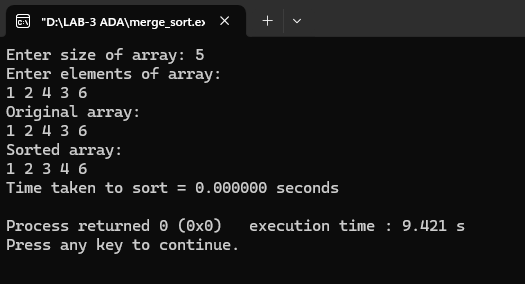 "D:\LAB-3 ADA\merge_sort.ex
Enter size of array: 5
Enter elements of array:
1 2 4 3 6
Original array:
1 2 4 3 6
Sorted array:
1 2 3 4 6
Time taken to sort = 0.000000 seconds
Process returned 0 (0x0)   execution time : 9.421 s
Press any key to continue.